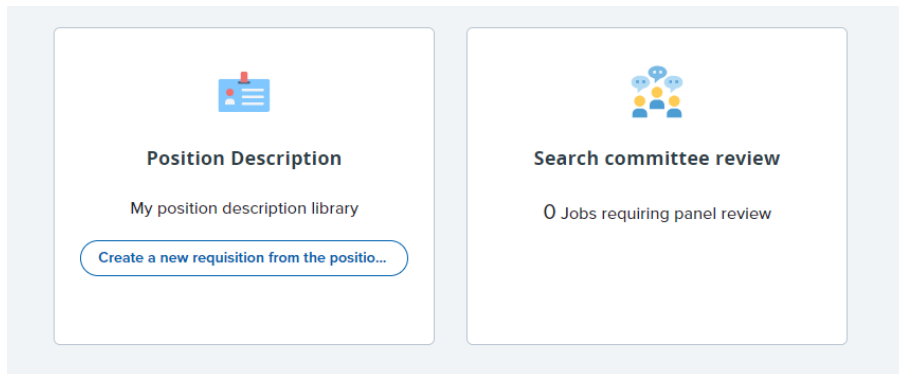 Position Description
My position description library
Create a new requisition from the positio...
Search committee review
0 Jobs requiring panel review